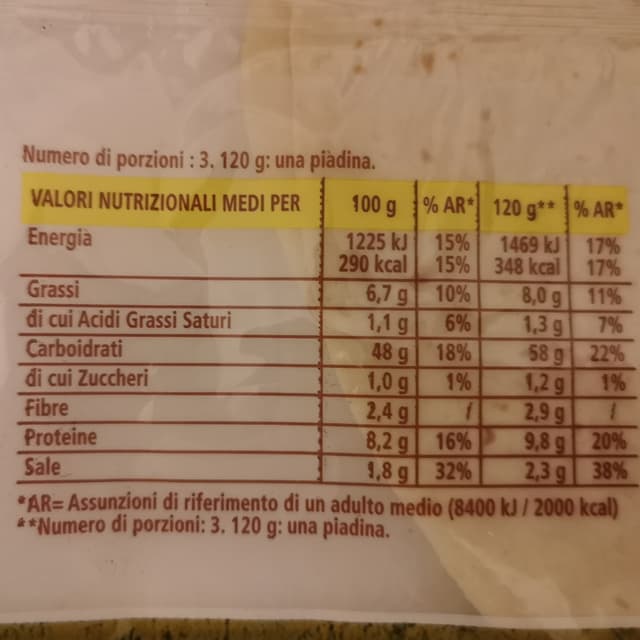 Numero di porzioni : 3. 120 g: una piadina.
VALORI NUTRIZIONALI MEDI PER 100 g % AR* 120 g** % AR*
Energia 1225 kJ 15% 1469 kJ 17%
290 kcal 15% 348 kcal 17%
Grassi 6,7 g 10% 8,0 g 11%
di cui Acidi Grassi Saturi 1,1 g 6% 1,3 g 7%
Carboidrati 48 g 18% 58 g 22%
di cui Zuccheri 1,0 g 1% 1,2 g 1%
Fibre 2,4 g / 2,9 g /
Proteine 8,2 g 16% 9,8 g 20%
Sale 1,8 g 32% 2,3 g 38%
*AR= Assunzioni di riferimento di un adulto medio (8400 kJ / 2000 kcal)
**Numero di porzioni: 3. 120 g: una piadina.